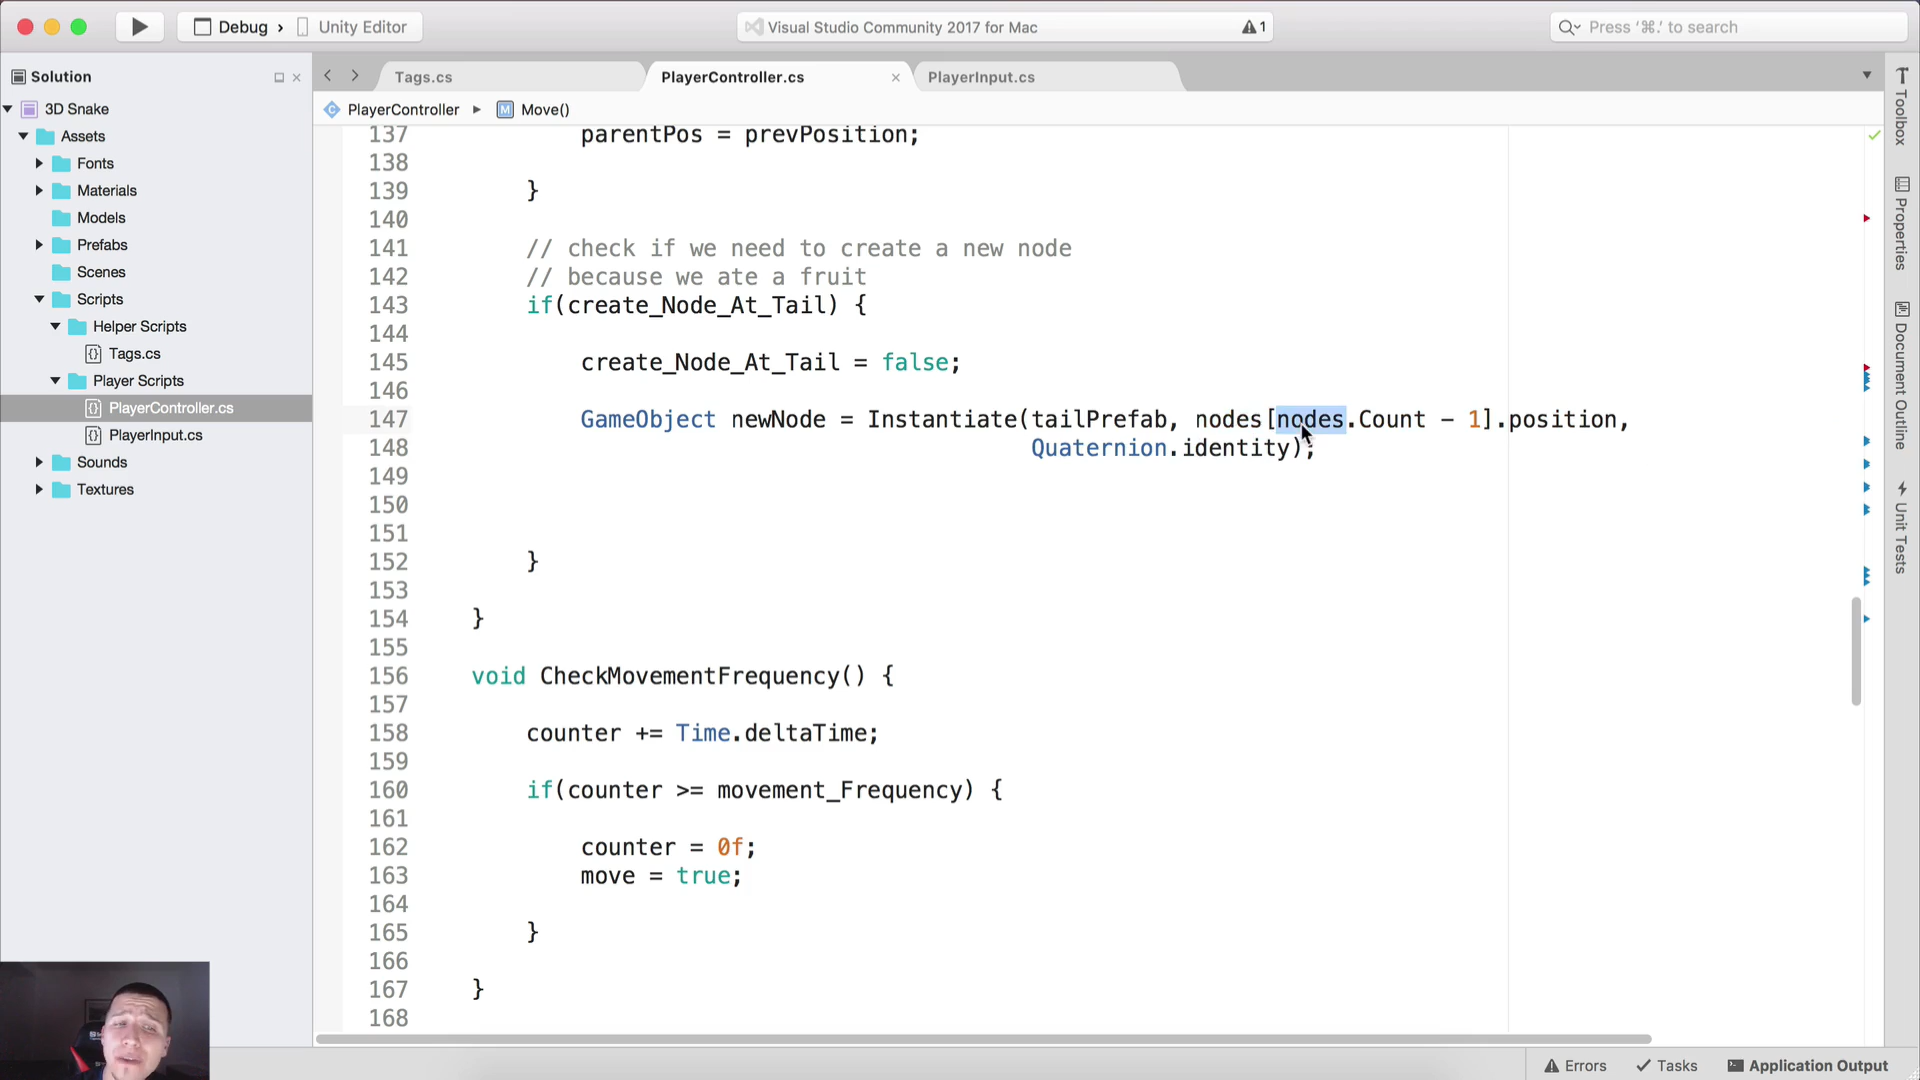 Debug › Unity Editor
Visual Studio Community 2017 for Mac
1
Press ‘⌘.’ to search
Solution
3D Snake
Assets
Fonts
Materials
Models
Prefabs
Scenes
Scripts
Helper Scripts
Tags.cs
Player Scripts
PlayerController.cs
PlayerInput.cs
Sounds
Textures
Tags.cs
PlayerController.cs
PlayerInput.cs
PlayerController
M Move()
137 parentPos = prevPosition;
138
139 }
140
141 // check if we need to create a new node
142 // because we ate a fruit
143 if(create_Node_At_Tail) {
144
145 create_Node_At_Tail = false;
146
147 GameObject newNode = Instantiate(tailPrefab, nodes[nodes.Count - 1].position,
148 Quaternion.identity);
149
150
151
152 }
153
154 }
155
156 void CheckMovementFrequency() {
157
158 counter += Time.deltaTime;
159
160 if(counter >= movement_Frequency) {
161
162 counter = 0f;
163 move = true;
164
165 }
166
167 }
168
Toolbox
Properties
Document Outline
Unit Tests
Errors
Tasks
Application Output